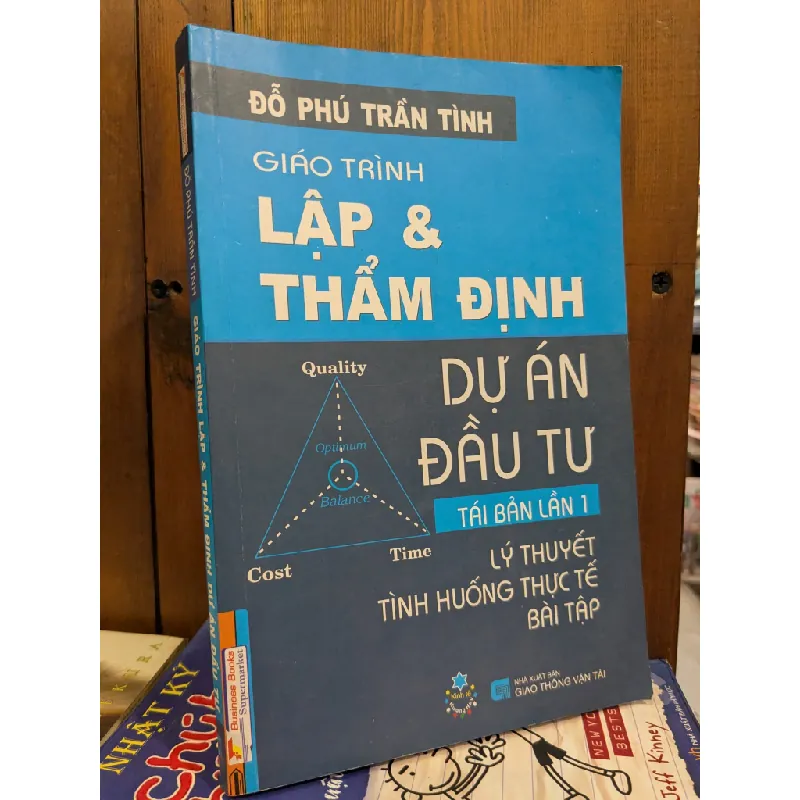 ĐỖ PHÚ TRẦN TÌNH
GIÁO TRÌNH
LẬP &
THẨM ĐỊNH
DỰ ÁN
ĐẦU TƯ
TÁI BẢN LẦN 1
LÝ THUYẾT
TÌNH HUỐNG THỰC TẾ
BÀI TẬP
Quality
Optimum
Balance
Cost
Time
NHÀ XUẤT BẢN
GIAO THÔNG VẬN TẢI
ĐỖ PHÚ TRẦN TÌNH
GIÁO TRÌNH LẬP & THẨM ĐỊNH DỰ ÁN ĐẦU TƯ
Business Books
Supermarket
NHẬT KÝ
Jeff Kinney